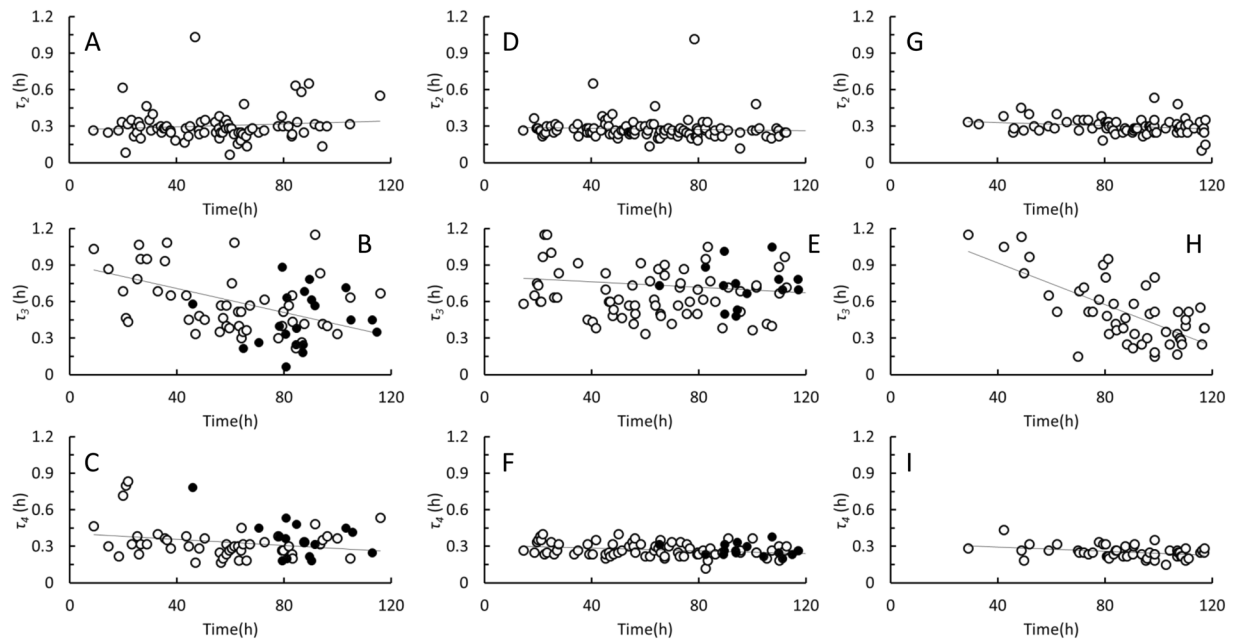 1.2 1.2 1.2
A D G
0.9 0.9 0.9
τ2 (h) τ2 (h) τ2 (h)
0.6 0.6 0.6
0.3 0.3 0.3
0 0 0
0 40 80 120 0 40 80 120 0 40 80 120
Time(h) Time(h) Time(h)
1.2 1.2 1.2
B E H
0.9 0.9 0.9
τ3 (h) τ3 (h) τ3 (h)
0.6 0.6 0.6
0.3 0.3 0.3
0 0 0
0 40 80 120 0 40 80 120 0 40 80 120
Time(h) Time(h) Time(h)
1.2 1.2 1.2
C F I
0.9 0.9 0.9
τ4 (h) τ4 (h) τ4 (h)
0.6 0.6 0.6
0.3 0.3 0.3
0 0 0
0 40 80 120 0 40 80 120 0 40 80 120
Time(h) Time(h) Time(h)